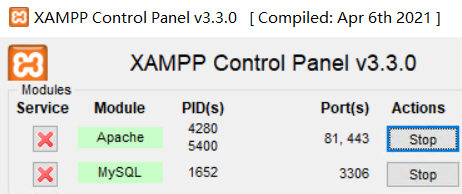 XAMPP Control Panel v3.3.0 [ Compiled: Apr 6th 2021 ]
XAMPP Control Panel v3.3.0
Modules
Service Module PID(s) Port(s) Actions
Apache 4280 5400 81, 443 Stop
MySQL 1652 3306 Stop